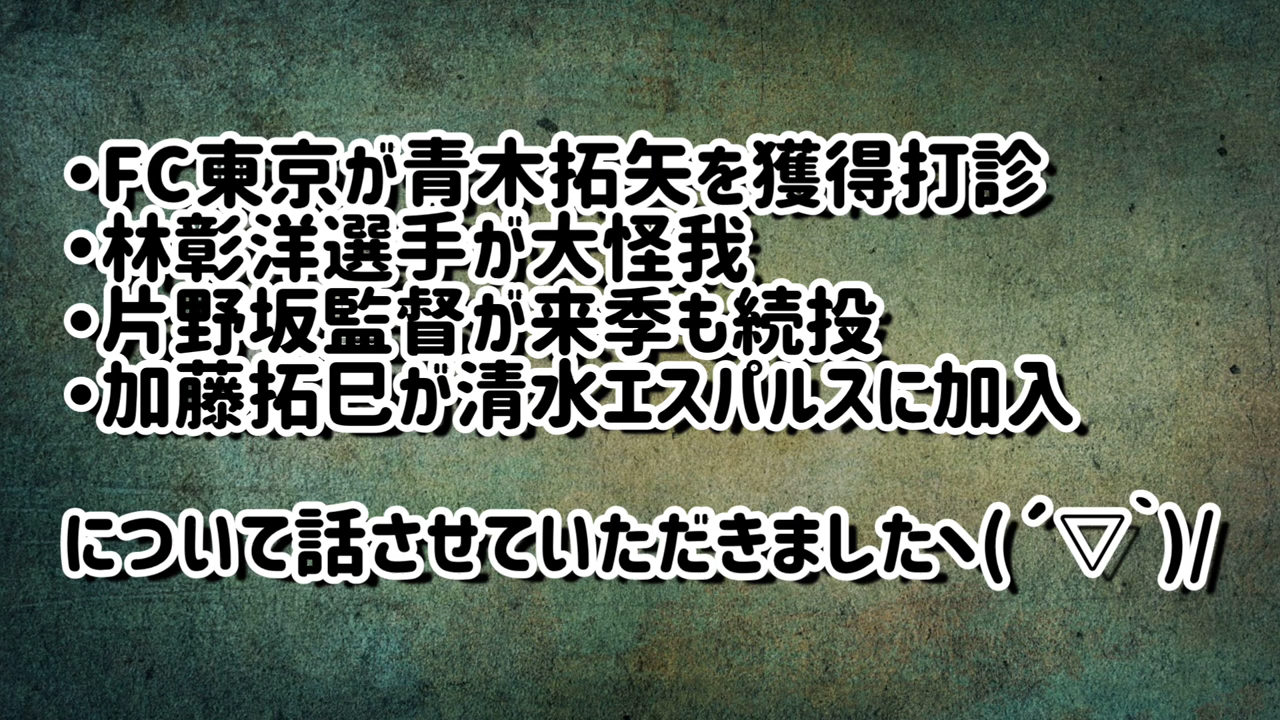 ・FC東京が青木拓矢を獲得打診
・林彰洋選手が大怪我
・片野坂監督が来季も続投
・加藤拓巳が清水エスパルスに加入
について話させていただきましたヽ(´▽`)/